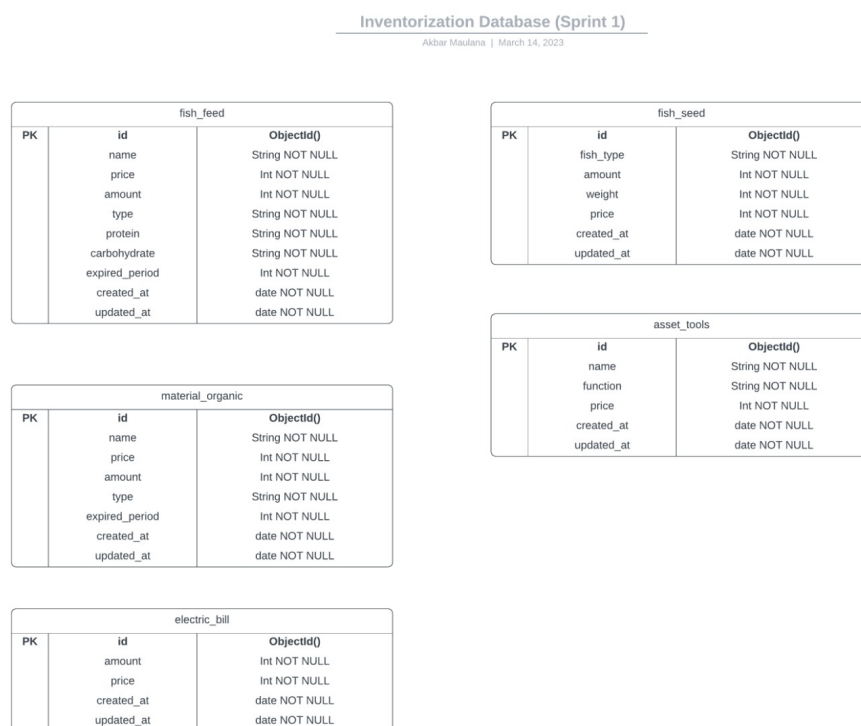 Inventorization Database (Sprint 1)
Akbar Maulana | March 14, 2023
fish_feed
PK id ObjectId()
name String NOT NULL
price Int NOT NULL
amount Int NOT NULL
type String NOT NULL
protein String NOT NULL
carbohydrate String NOT NULL
expired_period Int NOT NULL
created_at date NOT NULL
updated_at date NOT NULL
fish_seed
PK id ObjectId()
fish_type String NOT NULL
amount Int NOT NULL
weight Int NOT NULL
price Int NOT NULL
created_at date NOT NULL
updated_at date NOT NULL
asset_tools
PK id ObjectId()
name String NOT NULL
function String NOT NULL
price Int NOT NULL
created_at date NOT NULL
updated_at date NOT NULL
material_organic
PK id ObjectId()
name String NOT NULL
price Int NOT NULL
amount Int NOT NULL
type String NOT NULL
expired_period Int NOT NULL
created_at date NOT NULL
updated_at date NOT NULL
electric_bill
PK id ObjectId()
amount Int NOT NULL
price Int NOT NULL
created_at date NOT NULL
updated_at date NOT NULL